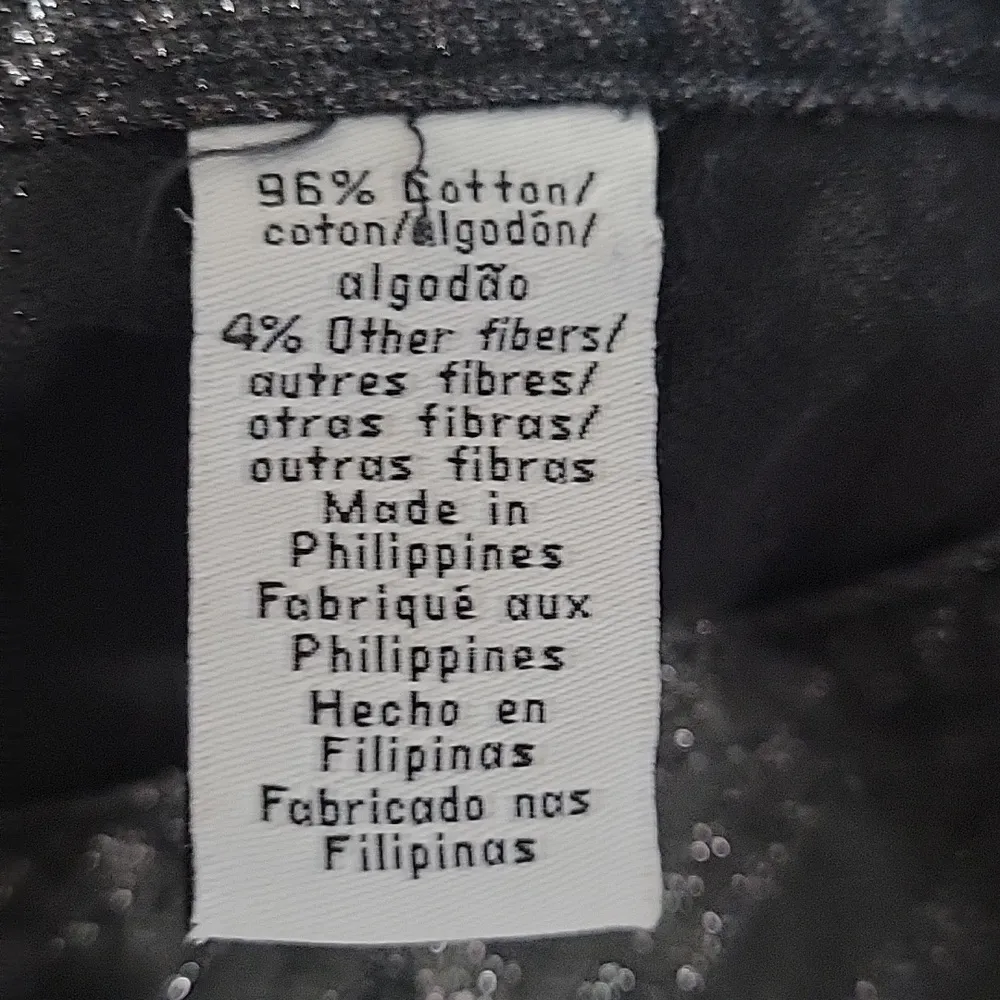 96% Cotton/
coton/algodón/
algodão
4% Other fibers/
autres fibres/
otras fibras/
outras fibras
Made in
Philippines
Fabriqué aux
Philippines
Hecho en
Filipinas
Fabricado nas
Filipinas